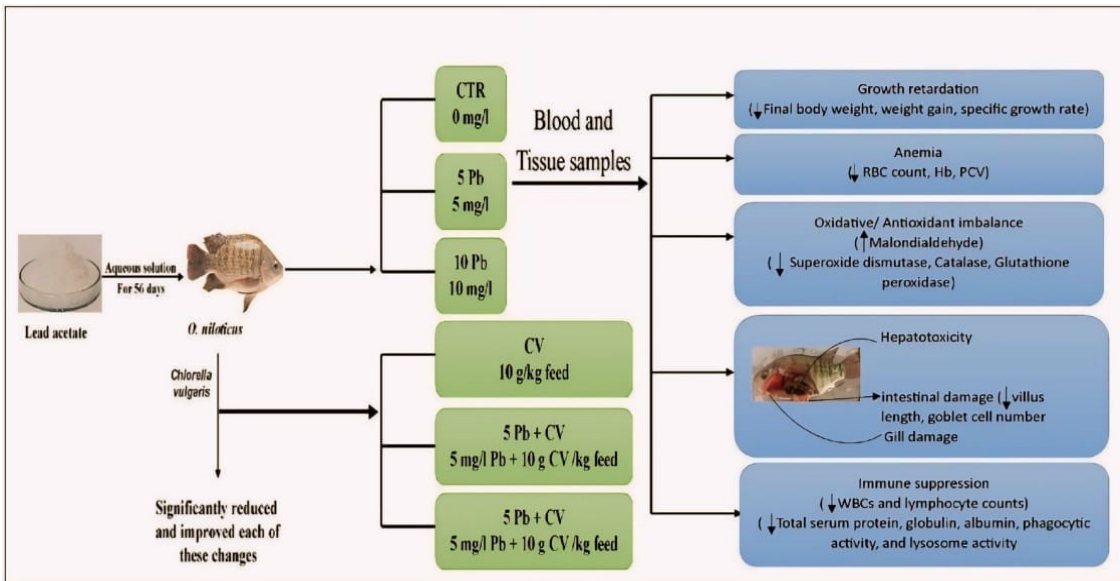 Lead acetate
Aqueous solution
For 56 days
O. niloticus
Chlorella
vulgaris
Significantly reduced
and improved each of
these changes
CTR
0 mg/l
5 Pb
5 mg/l
10 Pb
10 mg/l
CV
10 g/kg feed
5 Pb + CV
5 mg/l Pb + 10 g CV /kg feed
5 Pb + CV
5 mg/l Pb + 10 g CV /kg feed
Blood and
Tissue samples
Growth retardation
(↓Final body weight, weight gain, specific growth rate)
Anemia
(↓ RBC count, Hb, PCV)
Oxidative/ Antioxidant imbalance
(↑Malondialdehyde)
(↓ Superoxide dismutase, Catalase, Glutathione
peroxidase)
Hepatotoxicity
intestinal damage (↓villus
length, goblet cell number
Gill damage
Immune suppression
(↓WBCs and lymphocyte counts)
(↓Total serum protein, globulin, albumin, phagocytic
activity, and lysosome activity